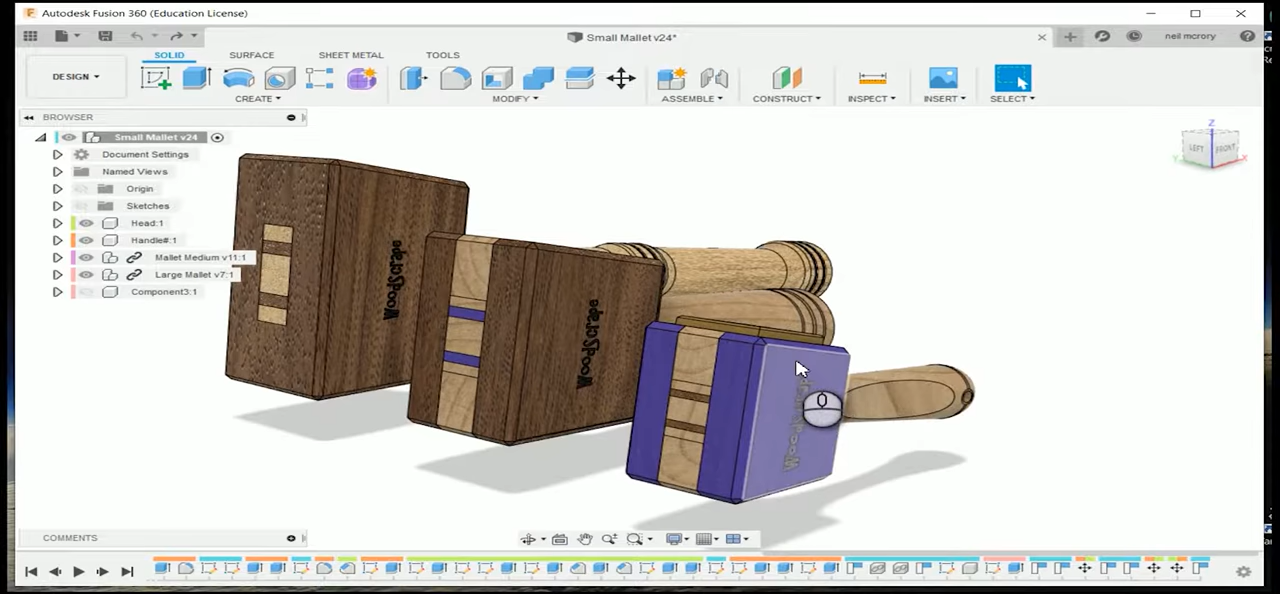 Autodesk Fusion 360 (Education License)
Small Mallet v24*
neil mcrory
SOLID SURFACE SHEET METAL TOOLS
DESIGN
CREATE MODIFY ASSEMBLE CONSTRUCT INSPECT INSERT SELECT
BROWSER
Small Mallet v24
Document Settings
Named Views
Origin
Sketches
Head:1
Handle#:1
Mallet Medium v11:1
Large Mallet v7:1
Component3:1
Z
LEFT FRONT
Y X
WoodScrape
WoodScrape
COMMENTS